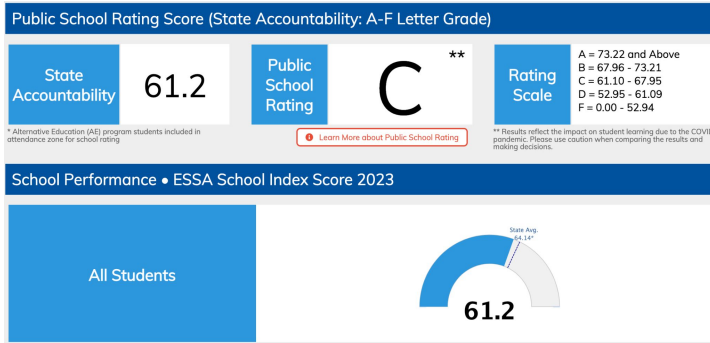 Public School Rating Score (State Accountability: A-F Letter Grade)
State
Accountability
61.2
Public
School
Rating
C
**
Rating
Scale
A = 73.22 and Above
B = 67.96 - 73.21
C = 61.10 - 67.95
D = 52.95 - 61.09
F = 0.00 - 52.94
* Alternative Education (AE) program students included in
attendance zone for school rating
Learn More about Public School Rating
** Results reflect the impact on student learning due to the
pandemic. Please use caution when comparing the results and
making decisions.
School Performance • ESSA School Index Score 2023
All Students
State Avg.
64.14*
61.2